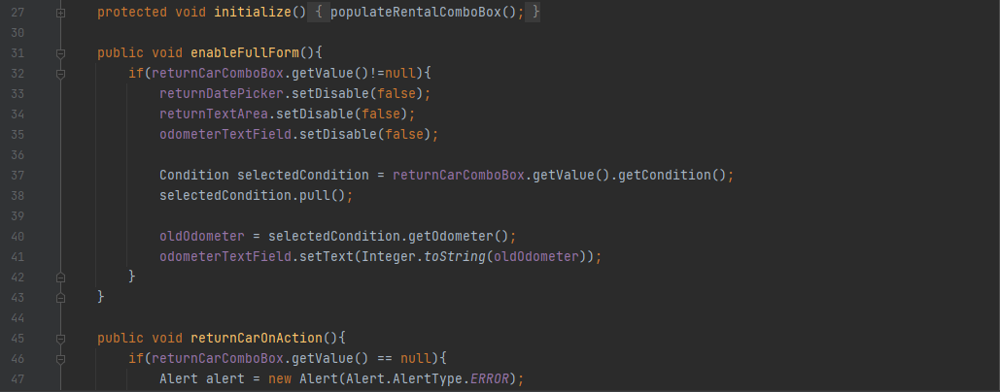 27 protected void initialize() { populateRentalComboBox(); }
30
31 public void enableFullForm(){
32 if(returnCarComboBox.getValue()!=null){
33 returnDatePicker.setDisable(false);
34 returnTextArea.setDisable(false);
35 odometerTextField.setDisable(false);
36
37 Condition selectedCondition = returnCarComboBox.getValue().getCondition();
38 selectedCondition.pull();
39
40 oldOdometer = selectedCondition.getOdometer();
41 odometerTextField.setText(Integer.toString(oldOdometer));
42 }
43 }
44
45 public void returnCarOnAction(){
46 if(returnCarComboBox.getValue() == null){
47 Alert alert = new Alert(Alert.AlertType.ERROR);